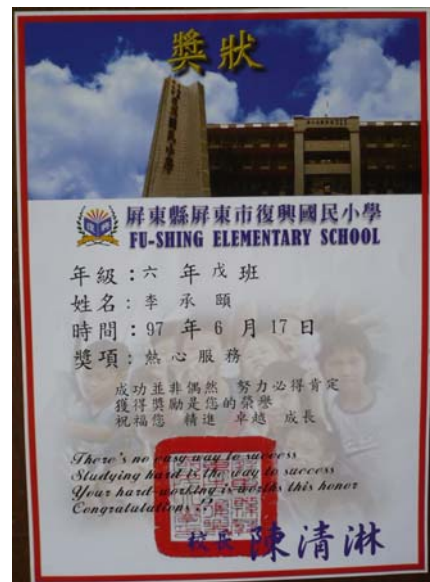 獎狀
屏東縣屏東市復興國民小學
FU-SHING ELEMENTARY SCHOOL
年級：六 年 戊 班
姓名：李 承 頤
時間：97 年 6 月 17 日
獎項：熱 心 服 務
成功並非偶然 努力必得肯定
獲得獎勵是您的榮譽
祝福您 精進 卓越 成長
There's no easy way to success
Studying hard is the way to success
Your hard-working is worths this honor
Congratulations !!
校長 陳清淋